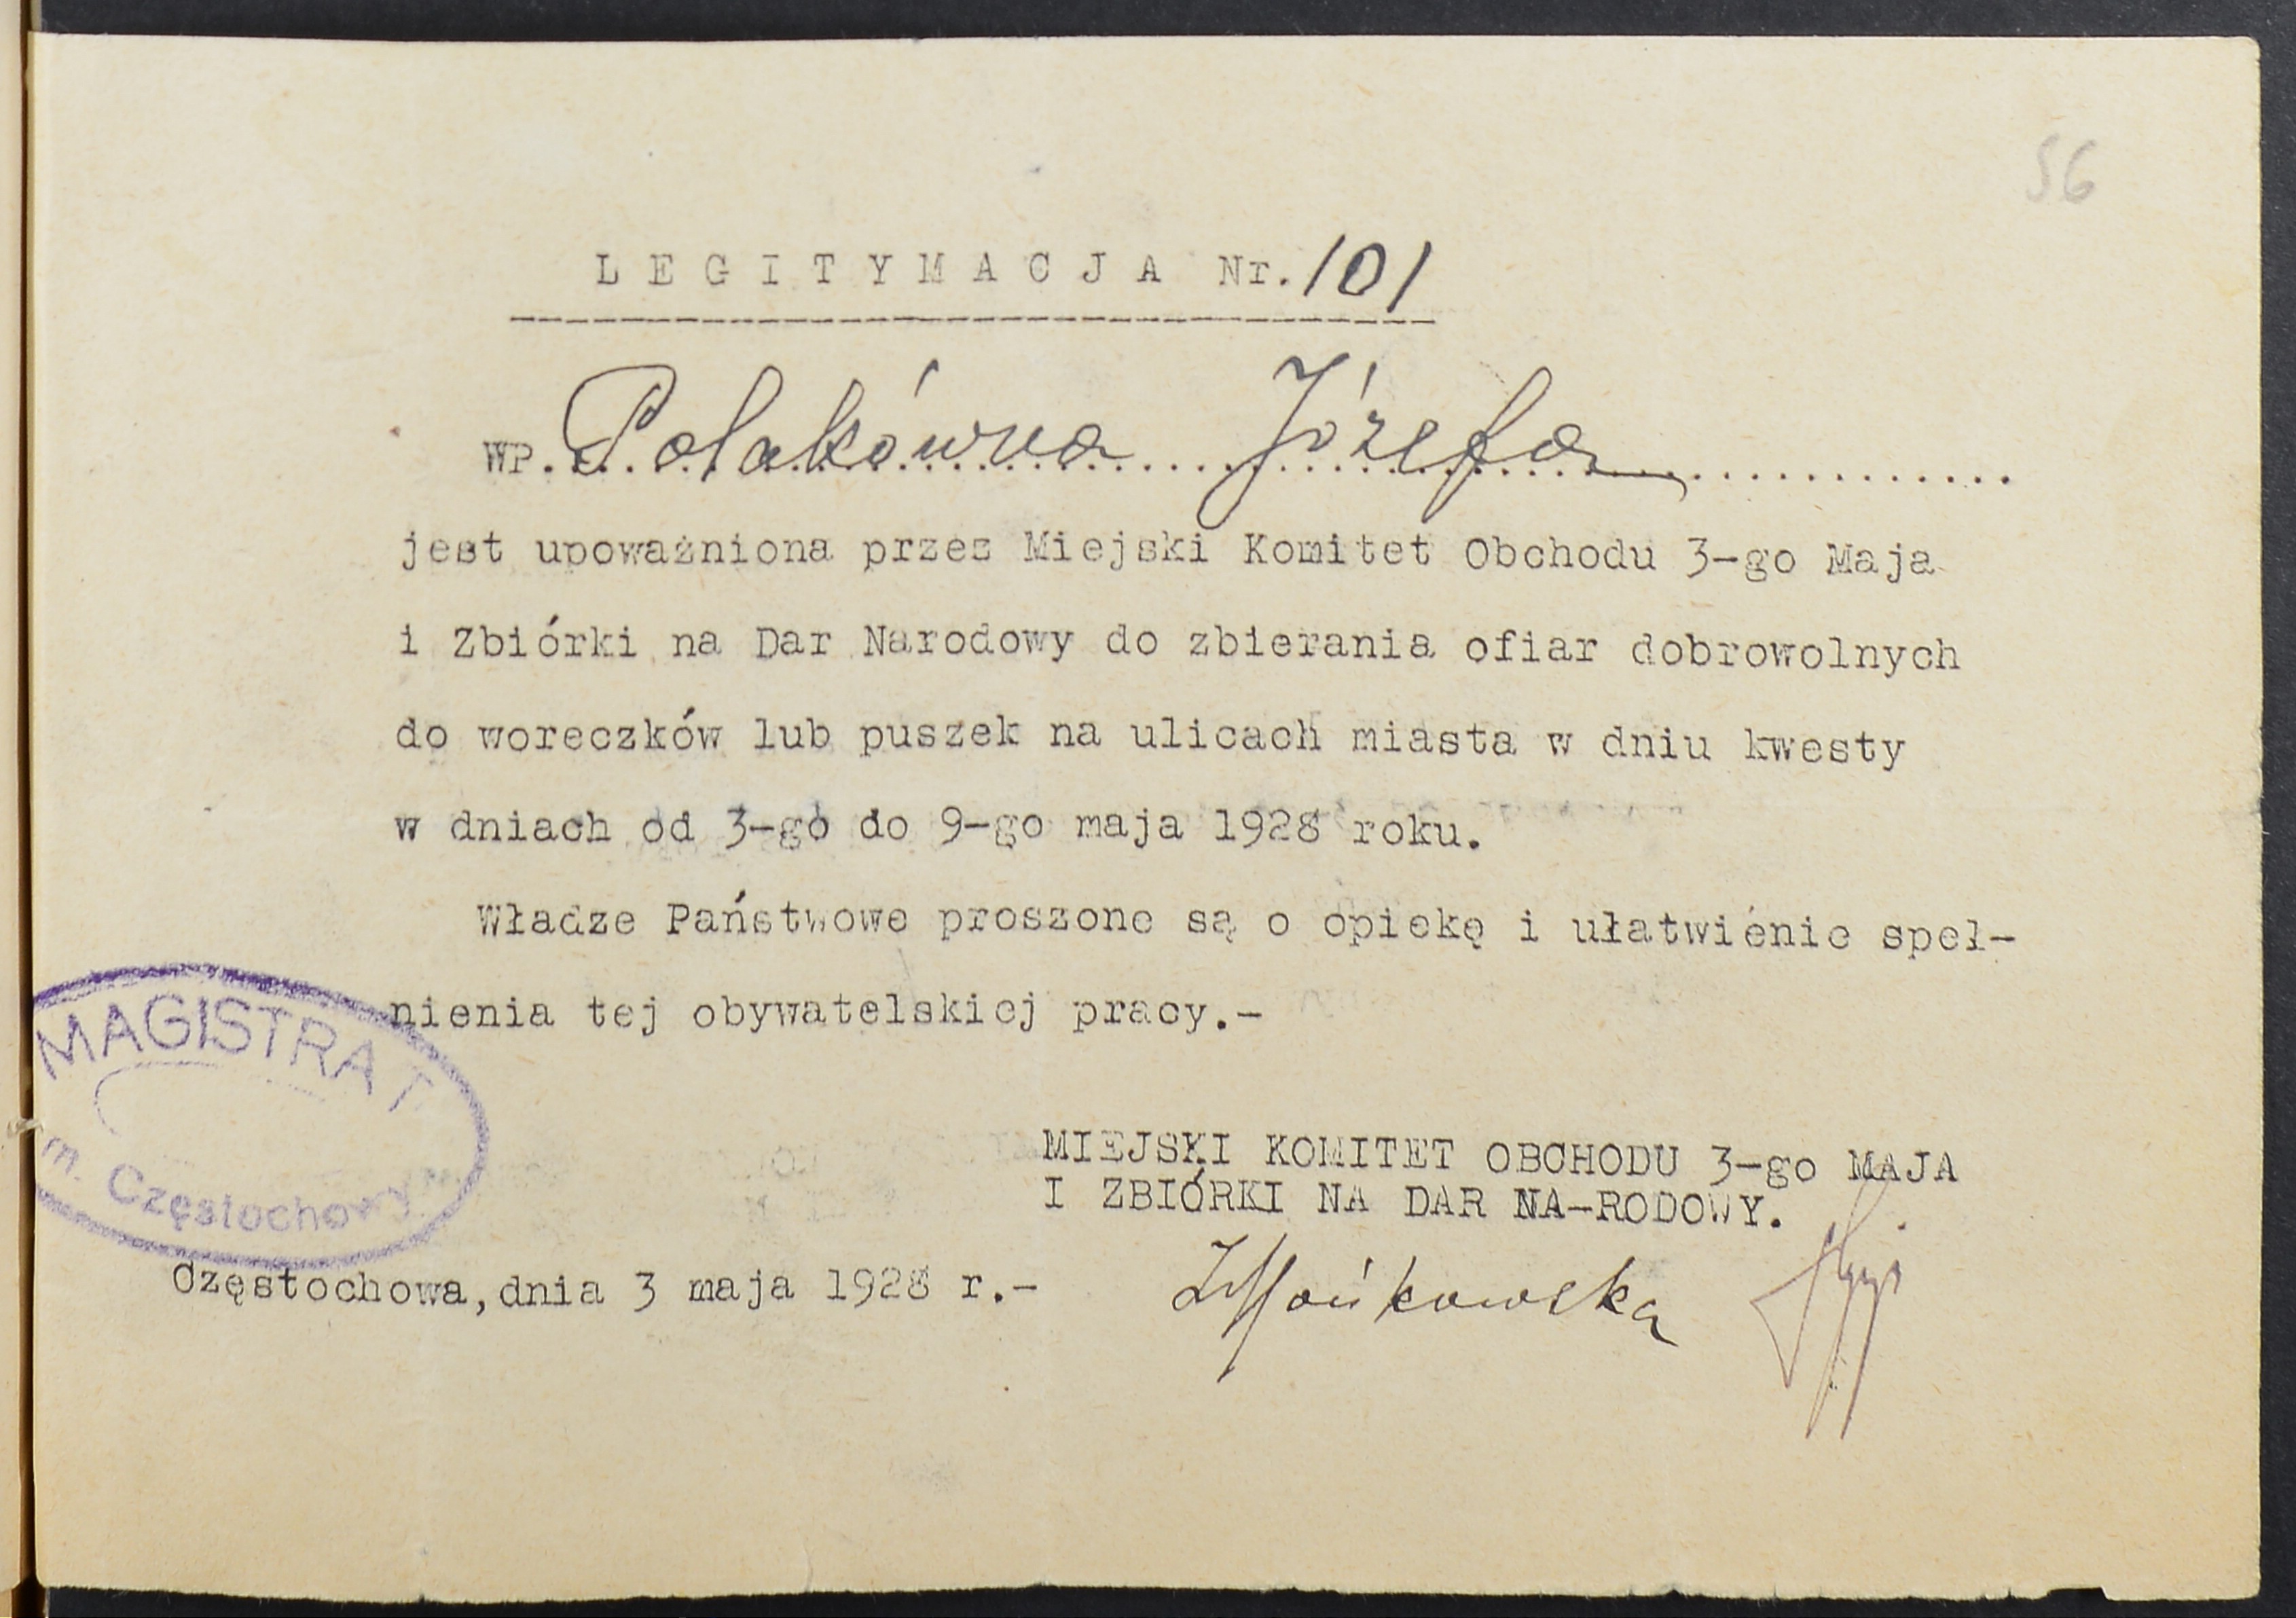 56
L E G I T Y M A C J A Nr. 101
WP. Polakówna Józefa
jest upoważniona przez Miejski Komitet Obchodu 3-go Maja
i Zbiórki na Dar Narodowy do zbierania ofiar dobrowolnych
do woreczków lub puszek na ulicach miasta w dniu kwesty
w dniach od 3-go do 9-go maja 1928 roku.
Władze Państwowe proszone są o opiekę i ułatwienie speł-
nienia tej obywatelskiej pracy.-
MAGISTRAT
m. Częstochowy
MIEJSKI KOMITET OBCHODU 3-go MAJA
I ZBIÓRKI NA DAR NA-RODOWY.
Częstochowa, dnia 3 maja 1928 r.-